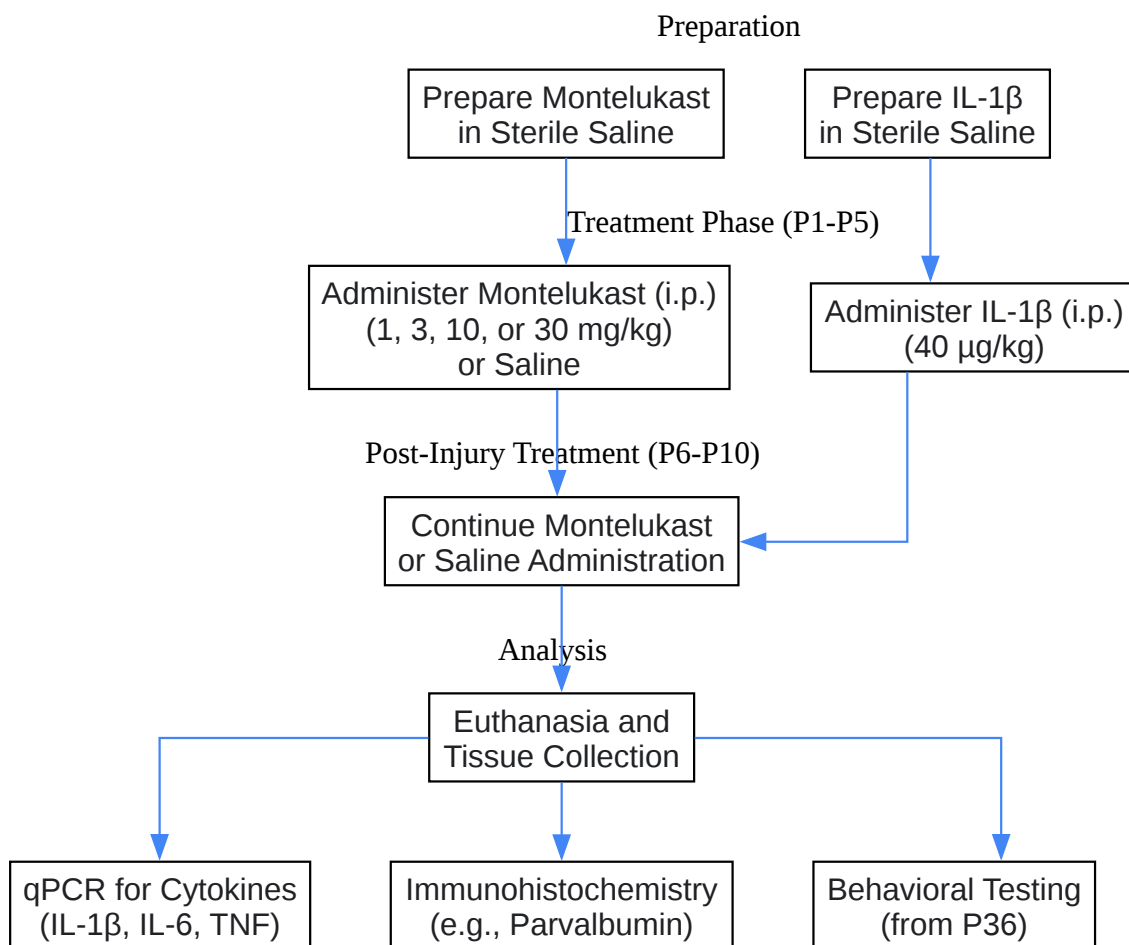 Preparation
Prepare Montelukast
in Sterile Saline
Prepare IL-1β
in Sterile Saline
Treatment Phase (P1-P5)
Administer Montelukast (i.p.)
(1, 3, 10, or 30 mg/kg)
or Saline
Administer IL-1β (i.p.)
(40 µg/kg)
Post-Injury Treatment (P6-P10)
Continue Montelukast
or Saline Administration
Analysis
Euthanasia and
Tissue Collection
qPCR for Cytokines
(IL-1β, IL-6, TNF)
Immunohistochemistry
(e.g., Parvalbumin)
Behavioral Testing
(from P36)